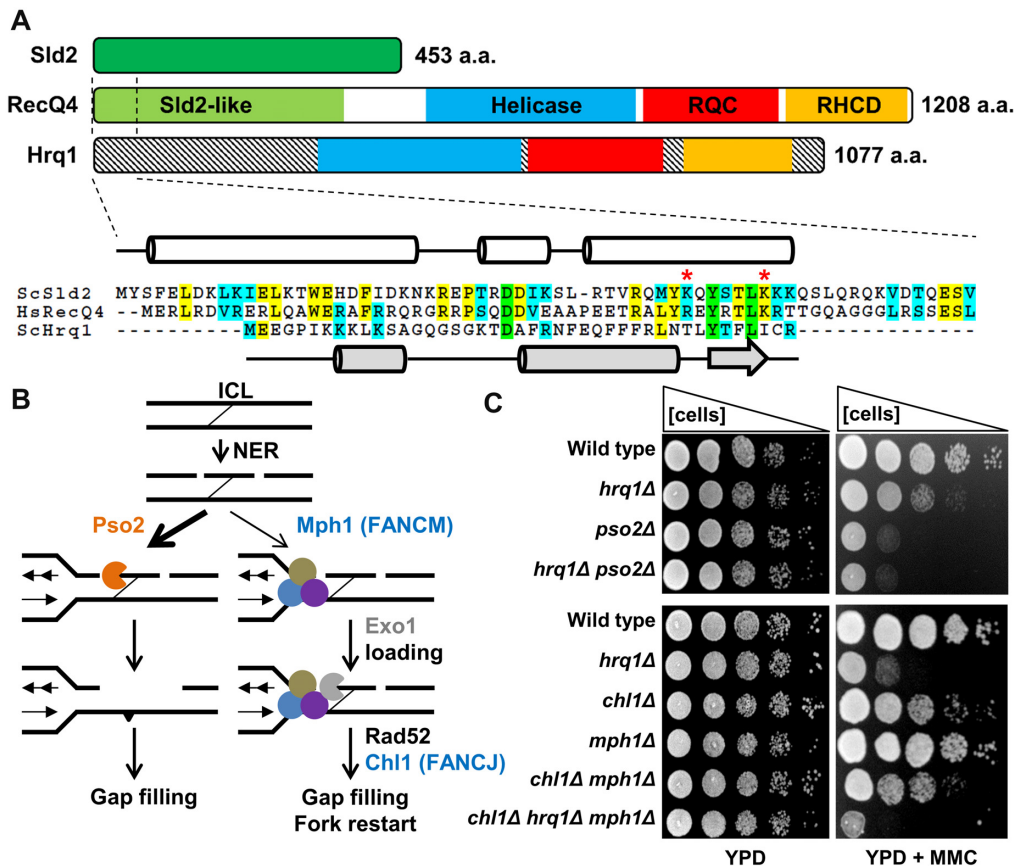 A
Sld2 453 a.a.
RecQ4 Sld2-like Helicase RQC RHCD 1208 a.a.
Hrq1 1077 a.a.
* *
ScSld2 MYSFELDKLKIELKTWEHDFIDKNKREPTRDDIKSL-RTVRQMYKQYSTLKKKQSLQRQKVDTQESV
HsRecQ4 --MERLRDVRERLQAWERAFRRQRGRRPSQDDVEAAPEETRALYREYRTLKRTTGQAGGGLRSSESL
ScHrq1 ----------MEEGPIKKKLKSAGQGSGKTDAFRNFEQFFFRLNTLYTFLICR--------------
B
ICL
NER
Pso2 Mph1 (FANCM)
Exo1
loading
Rad52
Chl1 (FANCJ)
Gap filling
Gap filling
Fork restart
C
[cells] [cells]
Wild type
hrq1Δ
pso2Δ
hrq1Δ pso2Δ
Wild type
hrq1Δ
chl1Δ
mph1Δ
chl1Δ mph1Δ
chl1Δ hrq1Δ mph1Δ
YPD YPD + MMC